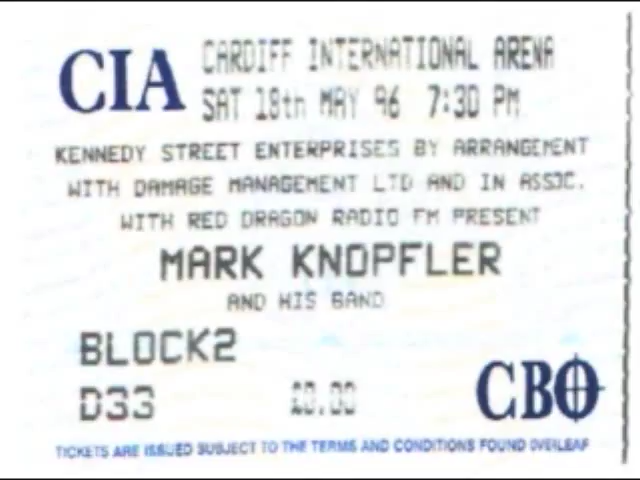 CIA
CARDIFF INTERNATIONAL ARENA
SAT 18th MAY 96 7:30 PM
KENNEDY STREET ENTERPRISES BY ARRANGEMENT
WITH DAMAGE MANAGEMENT LTD AND IN ASSOC.
WITH RED DRAGON RADIO FM PRESENT
MARK KNOPFLER
AND HIS BAND
BLOCK2
D33 £0.00
CBO
TICKETS ARE ISSUED SUBJECT TO THE TERMS AND CONDITIONS FOUND OVERLEAF